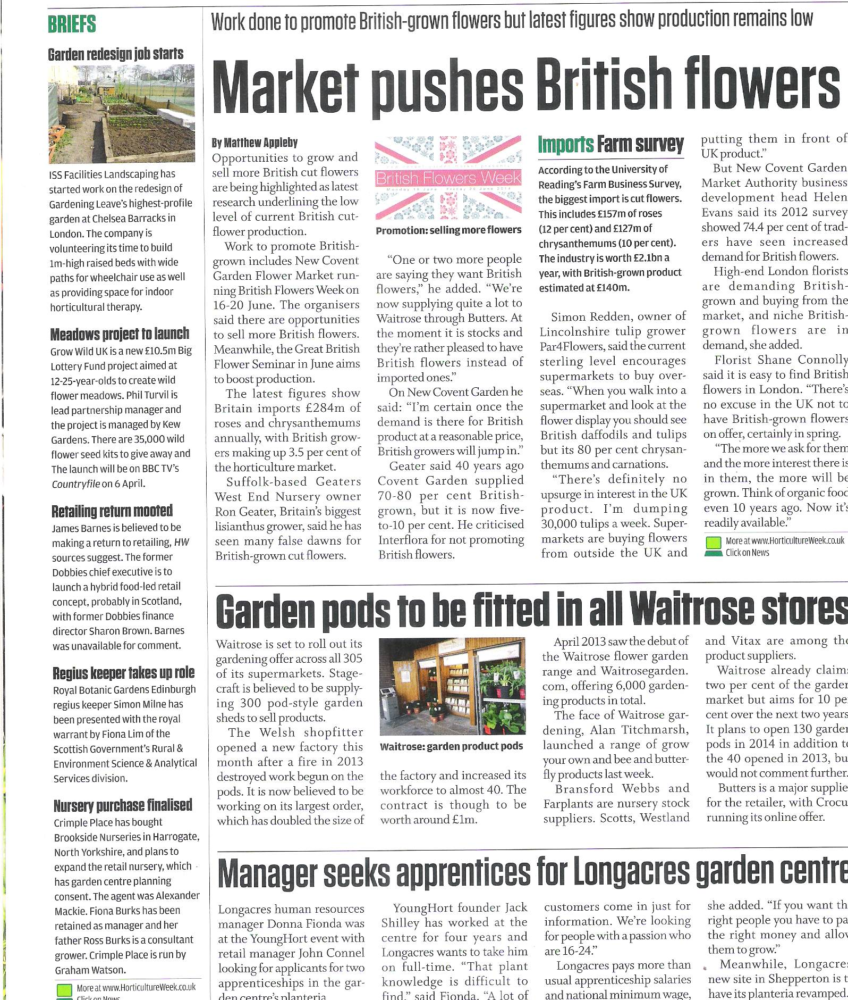 BRIEFS
Garden redesign job starts
ISS Facilities Landscaping has
started work on the redesign of
Gardening Leave's highest-profile
garden at Chelsea Barracks in
London. The company is
volunteering its time to build
1m-high raised beds with wide
paths for wheelchair use as well
as providing space for indoor
horticultural therapy.
Meadows project to launch
Grow Wild UK is a new £10.5m Big
Lottery Fund project aimed at
12-25-year-olds to create wild
flower meadows. Phil Turvil is
lead partnership manager and
the project is managed by Kew
Gardens. There are 35,000 wild
flower seed kits to give away and
The launch will be on BBC TV's
Countryfile on 6 April.
Retailing return mooted
James Barnes is believed to be
making a return to retailing, HW
sources suggest. The former
Dobbies chief executive is to
launch a hybrid food-led retail
concept, probably in Scotland,
with former Dobbies finance
director Sharon Brown. Barnes
was unavailable for comment.
Regius keeper takes up role
Royal Botanic Gardens Edinburgh
regius keeper Simon Milne has
been presented with the royal
warrant by Fiona Lim of the
Scottish Government's Rural &
Environment Science & Analytical
Services division.
Nursery purchase finalised
Crimple Place has bought
Brookside Nurseries in Harrogate,
North Yorkshire, and plans to
expand the retail nursery, which
has garden centre planning
consent. The agent was Alexander
Mackie. Fiona Burks has been
retained as manager and her
father Ross Burks is a consultant
grower. Crimple Place is run by
Graham Watson.
More at www.HorticultureWeek.co.uk
Click on News
Work done to promote British-grown flowers but latest figures show production remains low
Market pushes British flowers
By Matthew Appleby
Opportunities to grow and
sell more British cut flowers
are being highlighted as latest
research underlining the low
level of current British cut-
flower production.
Work to promote British-
grown includes New Covent
Garden Flower Market run-
ning British Flowers Week on
16-20 June. The organisers
said there are opportunities
to sell more British flowers.
Meanwhile, the Great British
Flower Seminar in June aims
to boost production.
The latest figures show
Britain imports £284m of
roses and chrysanthemums
annually, with British grow-
ers making up 3.5 per cent of
the horticulture market.
Suffolk-based Geaters
West End Nursery owner
Ron Geater, Britain's biggest
lisianthus grower, said he has
seen many false dawns for
British-grown cut flowers.
new covent garden market presents
British Flowers Week
Monday 16 June - Friday 20 June 2014
Promotion: selling more flowers
"One or two more people
are saying they want British
flowers," he added. "We're
now supplying quite a lot to
Waitrose through Butters. At
the moment it is stocks and
they're rather pleased to have
British flowers instead of
imported ones."
On New Covent Garden he
said: "I'm certain once the
demand is there for British
product at a reasonable price,
British growers will jump in."
Geater said 40 years ago
Covent Garden supplied
70-80 per cent British-
grown, but it is now five-
to-10 per cent. He criticised
Interflora for not promoting
British flowers.
Imports Farm survey
According to the University of
Reading's Farm Business Survey,
the biggest import is cut flowers.
This includes £157m of roses
(12 per cent) and £127m of
chrysanthemums (10 per cent).
The industry is worth £2.1bn a
year, with British-grown product
estimated at £140m.
Simon Redden, owner of
Lincolnshire tulip grower
Par4Flowers, said the current
sterling level encourages
supermarkets to buy over-
seas. "When you walk into a
supermarket and look at the
flower display you should see
British daffodils and tulips
but its 80 per cent chrysan-
themums and carnations.
"There's definitely no
upsurge in interest in the UK
product. I'm dumping
30,000 tulips a week. Super-
markets are buying flowers
from outside the UK and
putting them in front of
UK product."
But New Covent Garden
Market Authority business
development head Helen
Evans said its 2012 survey
showed 74.4 per cent of trad-
ers have seen increased
demand for British flowers.
High-end London florists
are demanding British-
grown and buying from the
market, and niche British-
grown flowers are in
demand, she added.
Florist Shane Connolly
said it is easy to find British
flowers in London. "There's
no excuse in the UK not to
have British-grown flowers
on offer, certainly in spring.
"The more we ask for them
and the more interest there is
in them, the more will be
grown. Think of organic food
even 10 years ago. Now it's
readily available."
More at www.HorticultureWeek.co.uk
Click on News
Garden pods to be fitted in all Waitrose stores
Waitrose is set to roll out its
gardening offer across all 305
of its supermarkets. Stage-
craft is believed to be supply-
ing 300 pod-style garden
sheds to sell products.
The Welsh shopfitter
opened a new factory this
month after a fire in 2013
destroyed work begun on the
pods. It is now believed to be
working on its largest order,
which has doubled the size of
Waitrose: garden product pods
the factory and increased its
workforce to almost 40. The
contract is though to be
worth around £1m.
April 2013 saw the debut of
the Waitrose flower garden
range and Waitrosegarden.
com, offering 6,000 garden-
ing products in total.
The face of Waitrose gar-
dening, Alan Titchmarsh,
launched a range of grow
your own and bee and butter-
fly products last week.
Bransford Webbs and
Farplants are nursery stock
suppliers. Scotts, Westland
and Vitax are among the
product suppliers.
Waitrose already claims
two per cent of the garden
market but aims for 10 per
cent over the next two years.
It plans to open 130 garden
pods in 2014 in addition to
the 40 opened in 2013, but
would not comment further.
Butters is a major supplier
for the retailer, with Crocus
running its online offer.
Manager seeks apprentices for Longacres garden centre
Longacres human resources
manager Donna Fionda was
at the YoungHort event with
retail manager John Connel
looking for applicants for two
apprenticeships in the gar-
den centre's planteria.
YoungHort founder Jack
Shilley has worked at the
centre for four years and
Longacres wants to take him
on full-time. "That plant
knowledge is difficult to
find," said Fionda. "A lot of
customers come in just for
information. We're looking
for people with a passion who
are 16-24."
Longacres pays more than
usual apprenticeship salaries
and national minimum wage,
she added. "If you want the
right people you have to pay
the right money and allow
them to grow."
Meanwhile, Longacres
new site in Shepperton is t
have its planteria revamped.